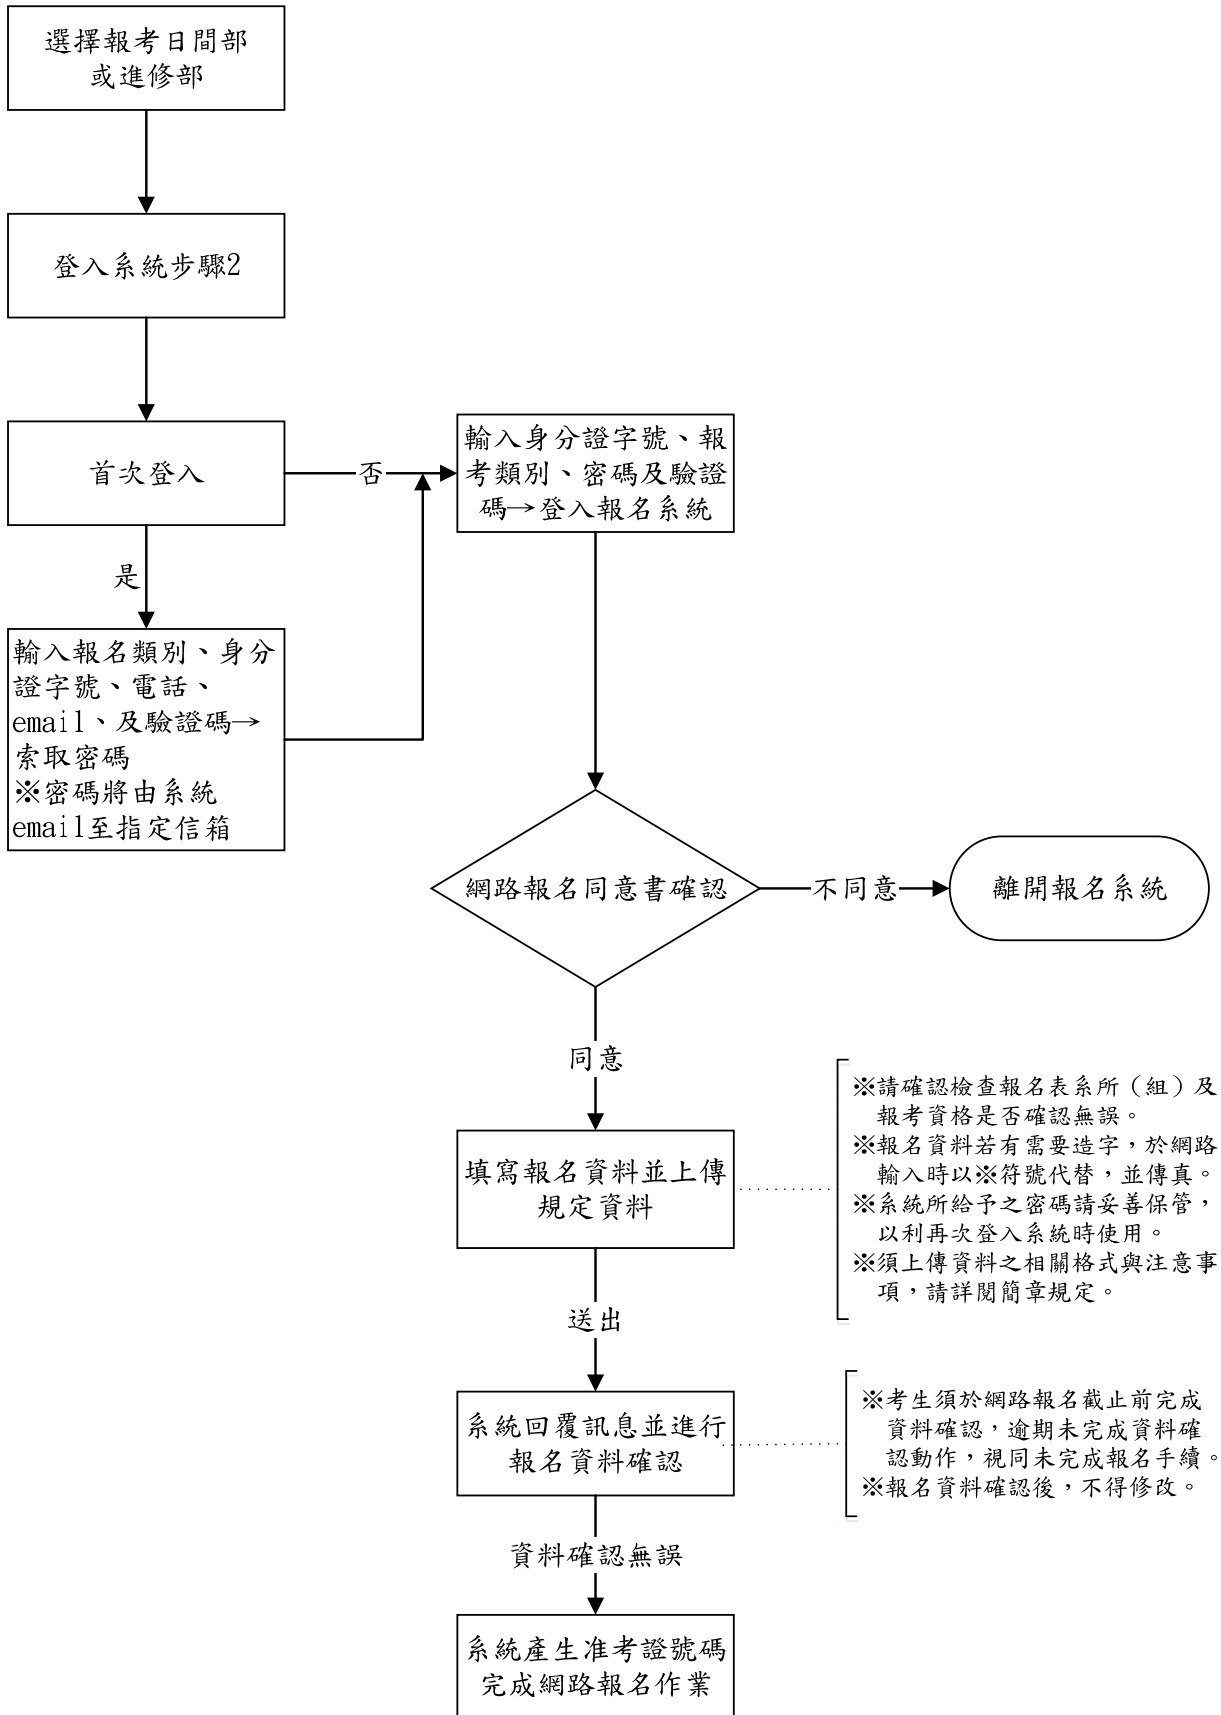 選擇報考日間部
或進修部
登入系統步驟2
首次登入
否
輸入身分證字號、報
考類別、密碼及驗證
碼→登入報名系統
是
輸入報名類別、身分
證字號、電話、
email、及驗證碼→
索取密碼
※密碼將由系統
email至指定信箱
網路報名同意書確認
不同意
離開報名系統
同意
填寫報名資料並上傳
規定資料
※請確認檢查報名表系所（組）及
報考資格是否確認無誤。
※報名資料若有需要造字，於網路
輸入時以※符號代替，並傳真。
※系統所給予之密碼請妥善保管，
以利再次登入系統時使用。
※須上傳資料之相關格式與注意事
項，請詳閱簡章規定。
送出
系統回覆訊息並進行
報名資料確認
※考生須於網路報名截止前完成
資料確認，逾期未完成資料確
認動作，視同未完成報名手續。
※報名資料確認後，不得修改。
資料確認無誤
系統產生准考證號碼
完成網路報名作業